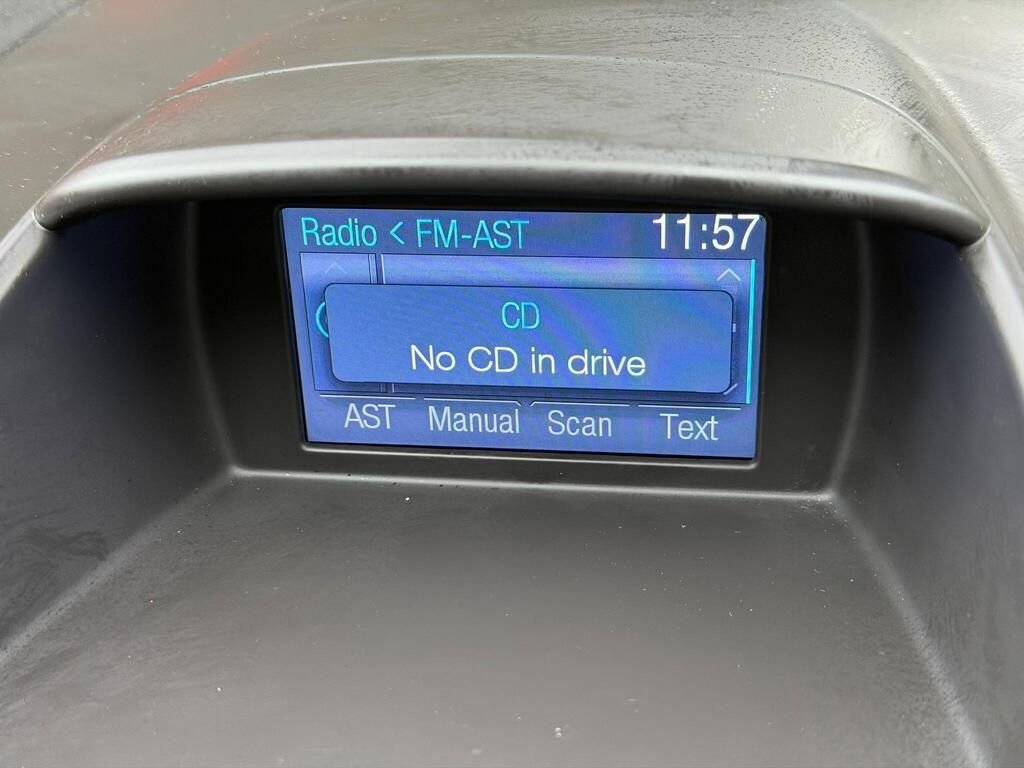 Radio < FM-AST 11:57
CD
No CD in drive
AST Manual Scan Text